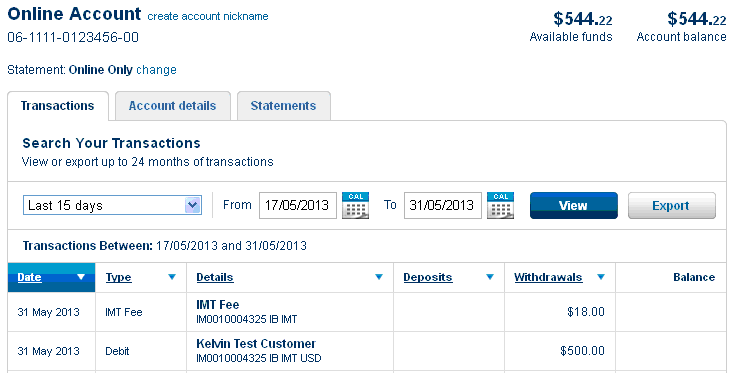 Online Account create account nickname
$544.22 $544.22
06-1111-0123456-00
Available funds Account balance
Statement: Online Only change
Transactions Account details Statements
Search Your Transactions
View or export up to 24 months of transactions
Last 15 days From 17/05/2013 CAL To 31/05/2013 CAL View Export
Transactions Between: 17/05/2013 and 31/05/2013
Date Type Details Deposits Withdrawals Balance
31 May 2013 IMT Fee IMT Fee $18.00
IM0010004325 IB IMT
31 May 2013 Debit Kelvin Test Customer $500.00
IM0010004325 IB IMT USD